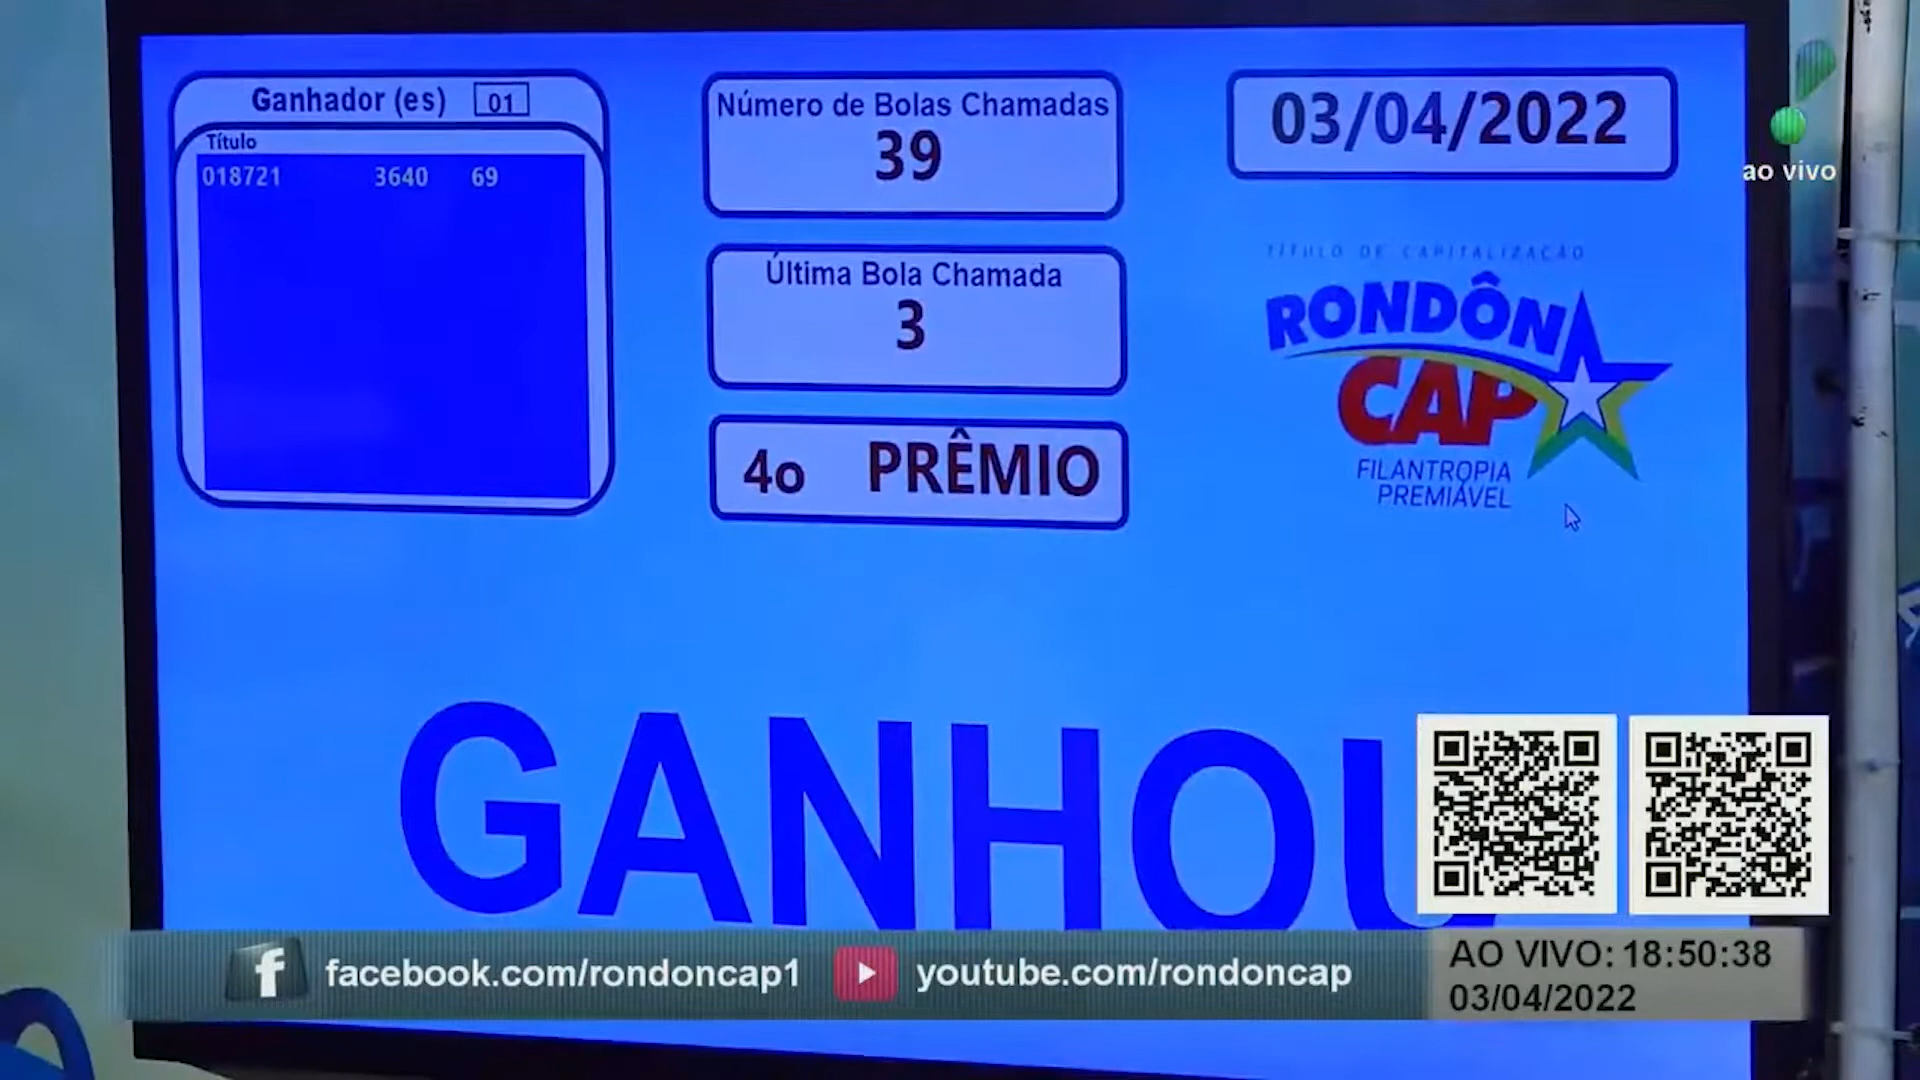 Ganhador (es) 01
Título
018721 3640 69
Número de Bolas Chamadas
39
Última Bola Chamada
3
4o PRÊMIO
03/04/2022
ao vivo
TÍTULO DE CAPITALIZAÇÃO
RONDÔN
CAP
FILANTROPIA
PREMIÁVEL
GANHOU
facebook.com/rondoncap1
youtube.com/rondoncap
AO VIVO: 18:50:38
03/04/2022